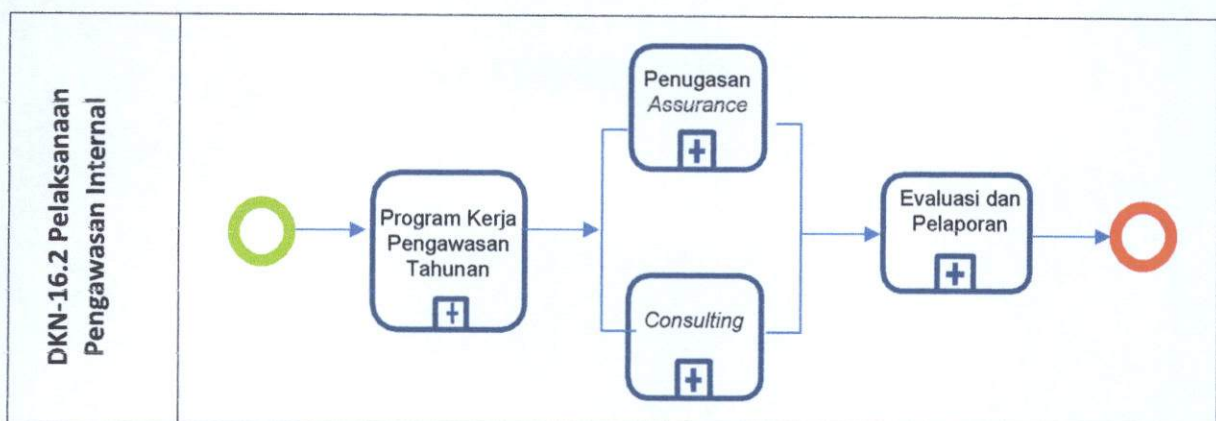 DKN-16.2 Pelaksanaan
Pengawasan Internal
Program Kerja
Pengawasan
Tahunan
Penugasan
Assurance
Consulting
Evaluasi dan
Pelaporan